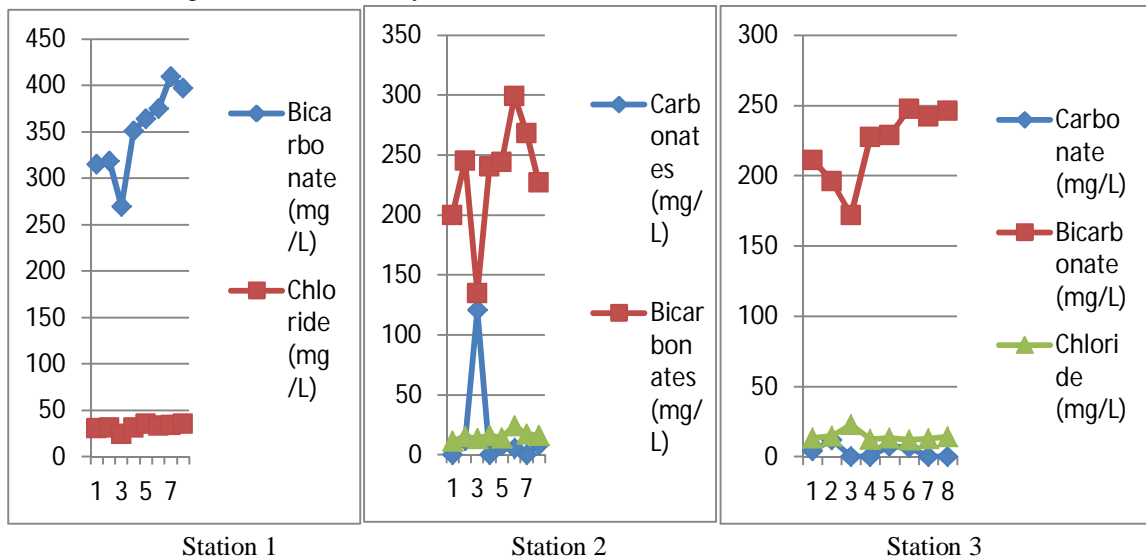 450
400
350
300
250
200
150
100
50
0
1 3 5 7
Bica
rbo
nate
(mg
/L)
Chlo
ride
(mg
/L)
350
300
250
200
150
100
50
0
1 3 5 7
Carb
onat
es
(mg/
L)
Bicar
bon
ates
(mg/
L)
300
250
200
150
100
50
0
1 2 3 4 5 6 7 8
Carbo
nate
(mg/L)
Bicarb
onate
(mg/L)
Chlori
de
(mg/L)
Station 1
Station 2
Station 3